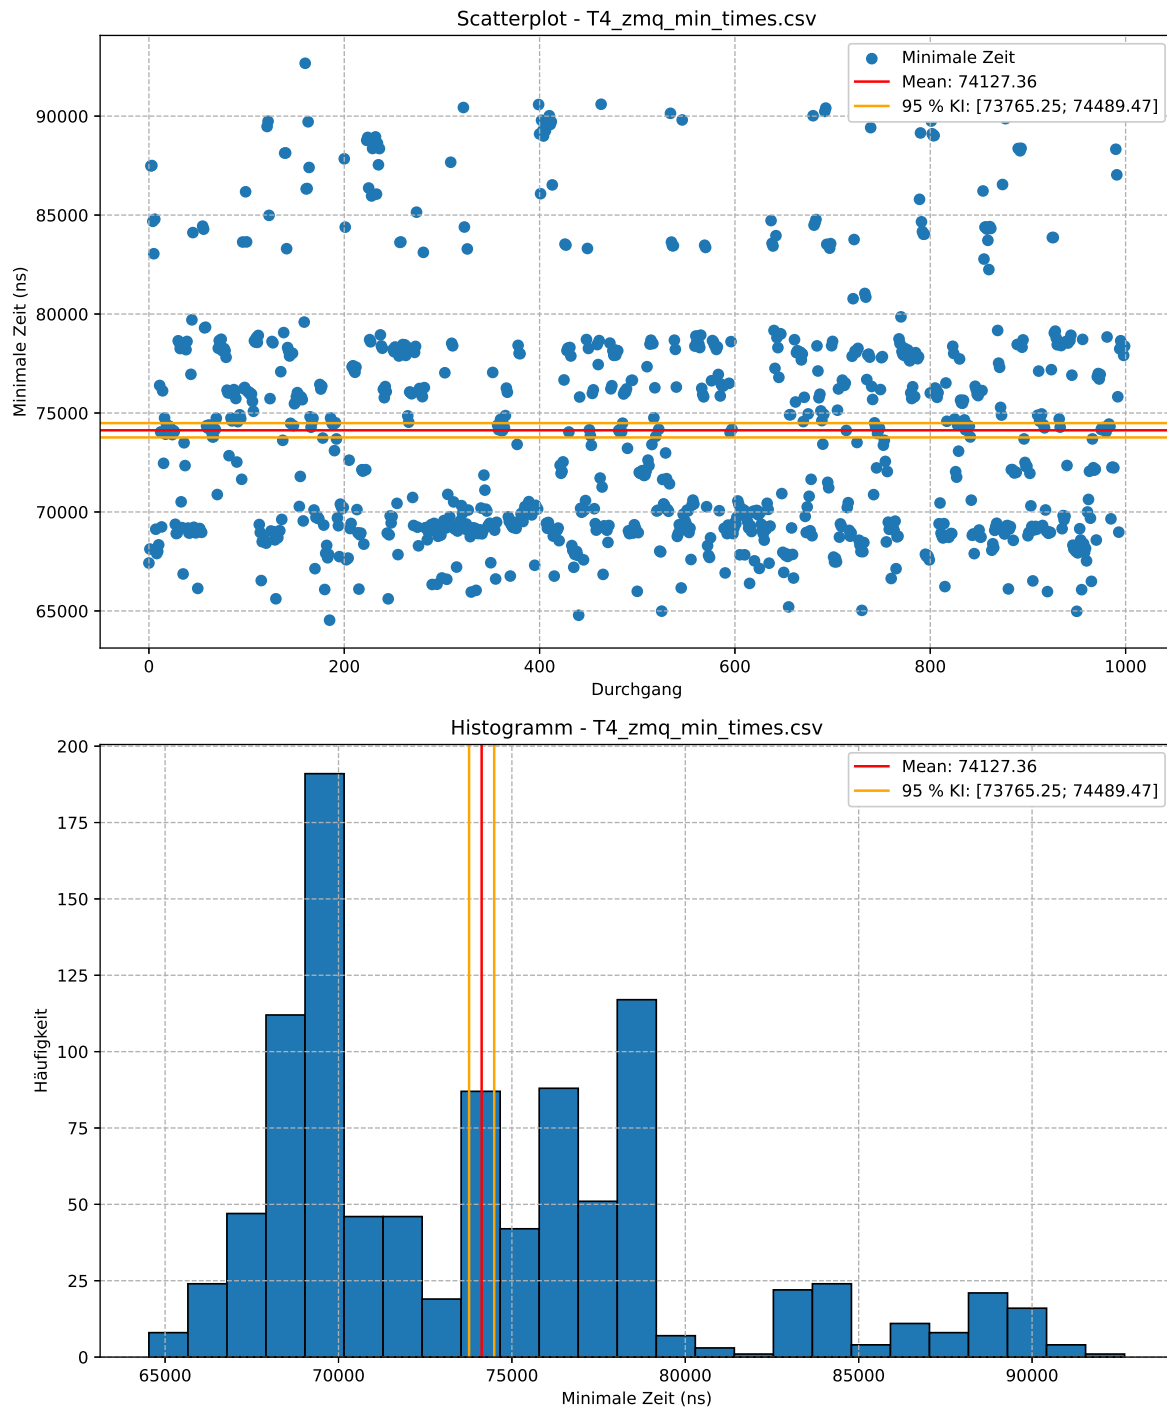 Scatterplot - T4_zmq_min_times.csv
Minimale Zeit
Mean: 74127.36
95 % KI: [73765.25; 74489.47]
90000
85000
80000
75000
70000
65000
Minimale Zeit (ns)
0 200 400 600 800 1000
Durchgang
Histogramm - T4_zmq_min_times.csv
Mean: 74127.36
95 % KI: [73765.25; 74489.47]
200
175
150
125
100
75
50
25
0
Häufigkeit
65000 70000 75000 80000 85000 90000
Minimale Zeit (ns)